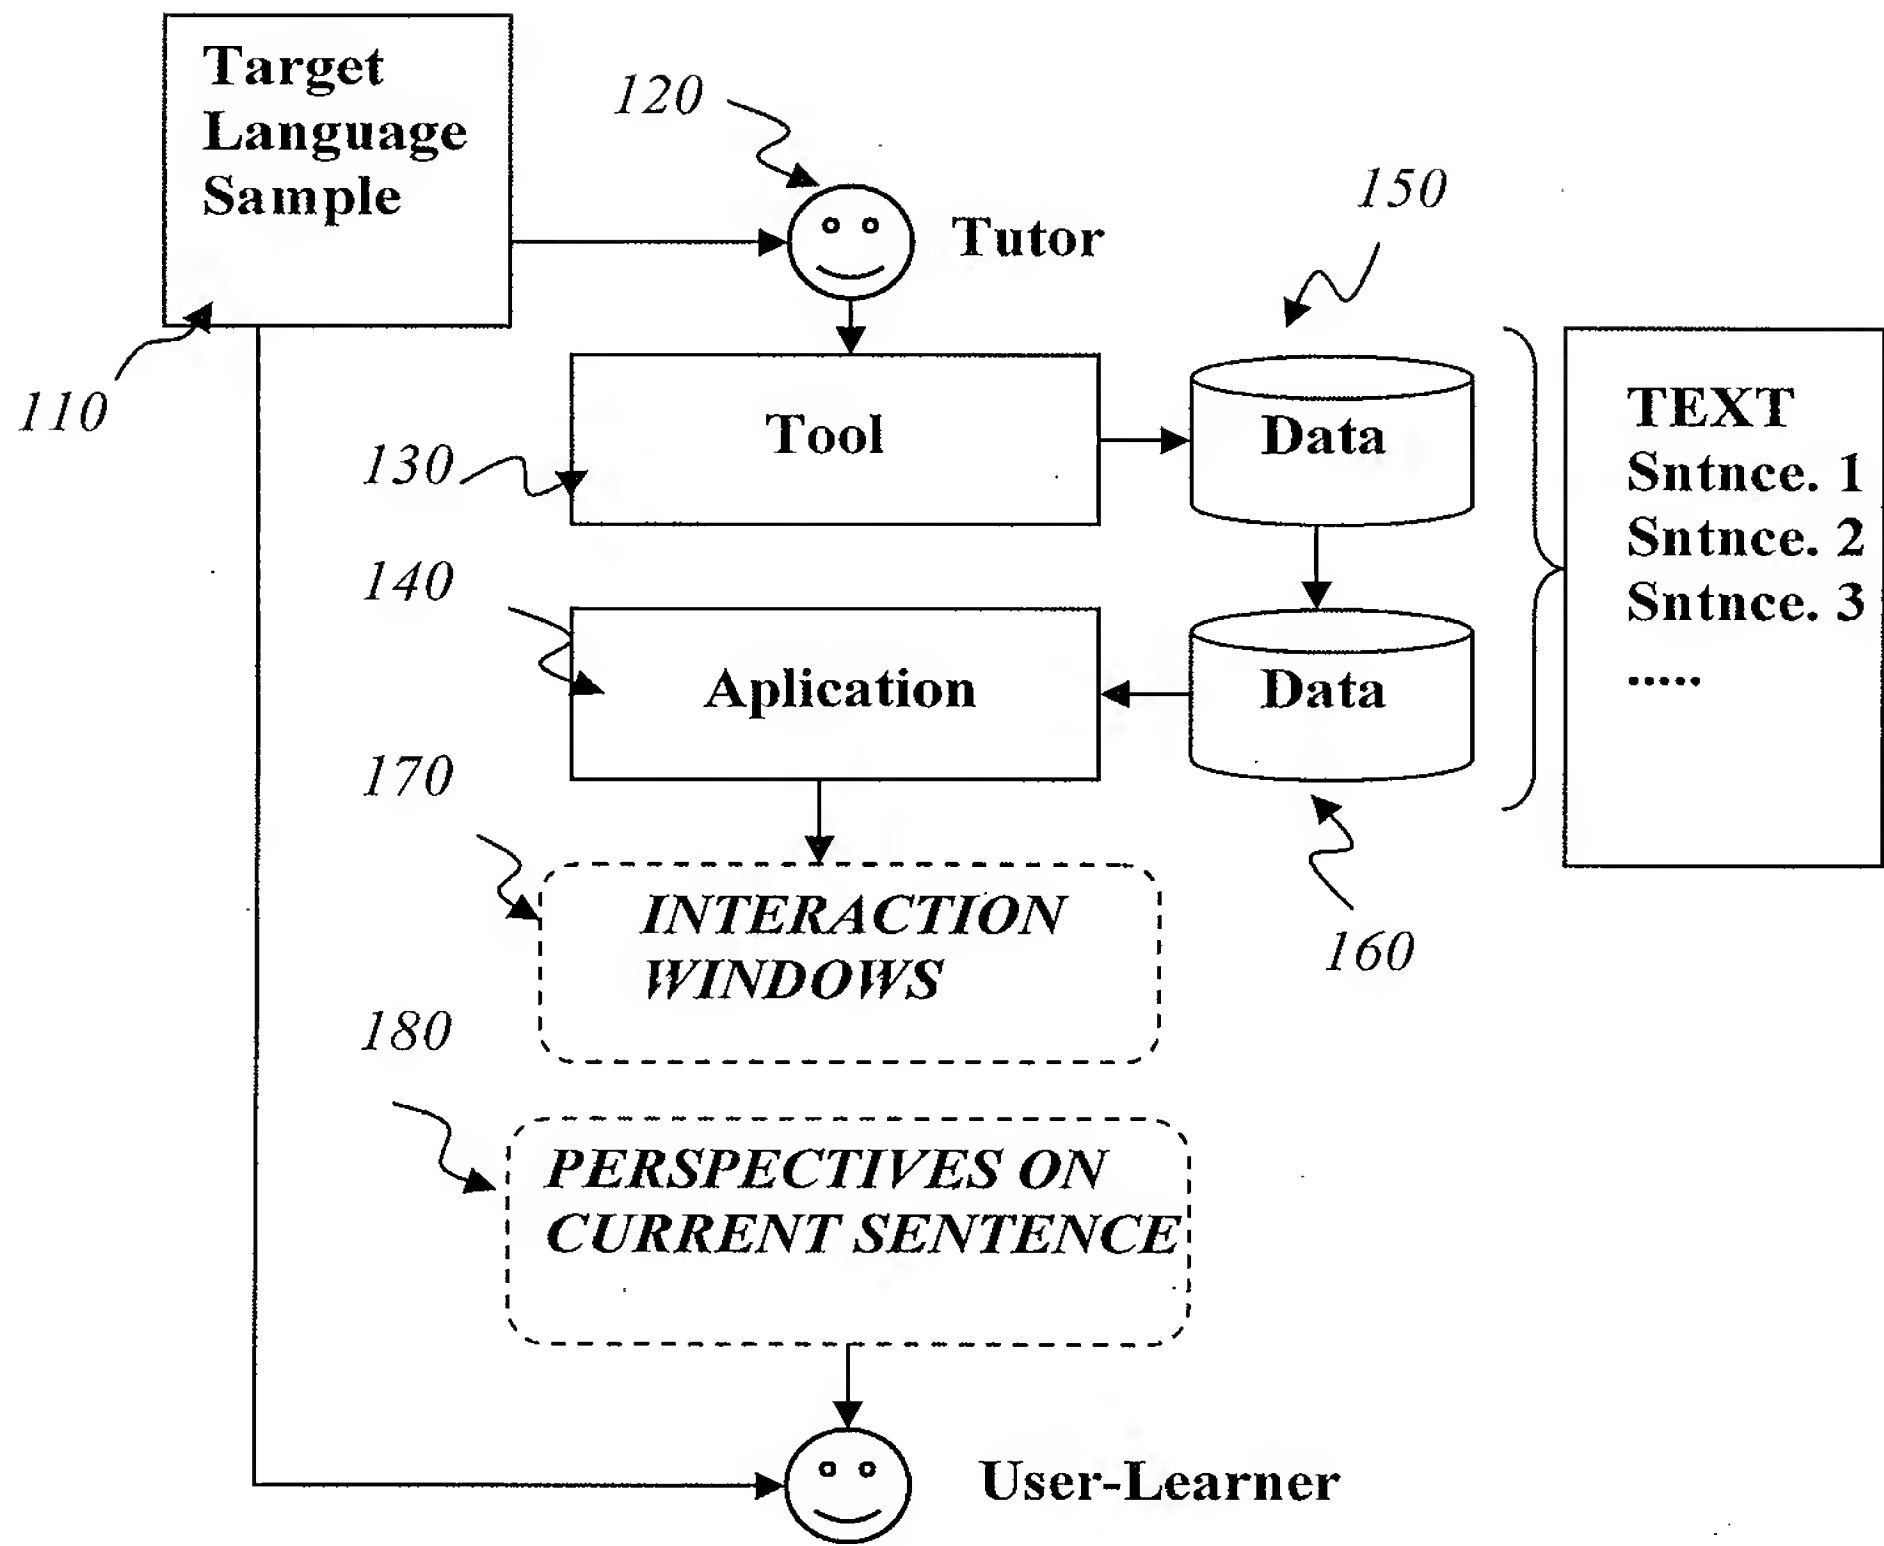 Target
Language
Sample
120
Tutor
150
110
130
Tool
Data
TEXT
Sntnce. 1
Sntnce. 2
Sntnce. 3
.....
140
Aplication
Data
170
160
INTERACTION
WINDOWS
180
PERSPECTIVES ON
CURRENT SENTENCE
User-Learner